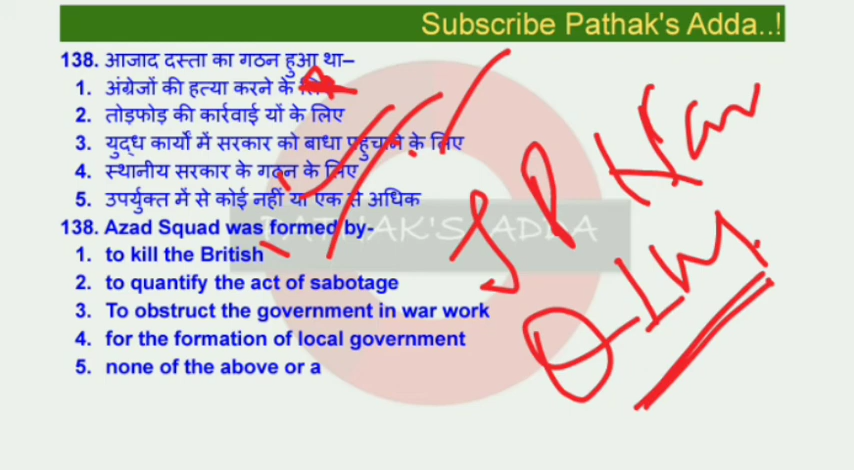 Subscribe Pathak's Adda..!
138. आजाद दस्ता का गठन हुआ था–
1. अंग्रेजों की हत्या करने के
2. तोड़फोड़ की कार्रवाई यों के लिए
3. युद्ध कार्यों में सरकार को बाधा पहुचाने के लिए
4. स्थानीय सरकार के गठन के लिए
5. उपर्युक्त में से कोई नहीं या एक से अधिक
PATHAK'S ADDA
138. Azad Squad was formed by-
1. to kill the British
2. to quantify the act of sabotage
3. To obstruct the government in war work
4. for the formation of local government
5. none of the above or a